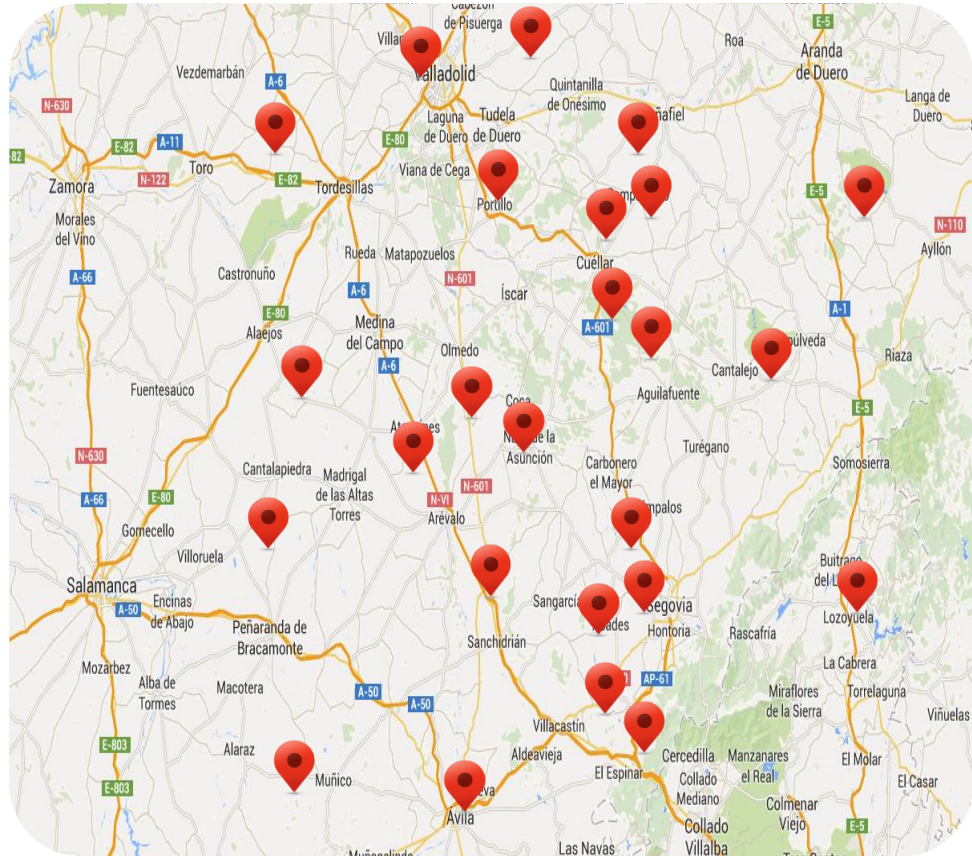 Cabezón
de Pisuerga
E-5
Roa
Aranda
de Duero
Vezdemarbán
A-6
Valladolid
Quintanilla
de Onésimo
Langa de
Duero
N-630
Laguna
de Duero
Tudela
de Duero
E-82
A-11
E-80
Toro
N-122
E-82
Viana de Cega
Zamora
Tordesillas
Portillo
E-5
Morales
del Vino
N-110
Ayllón
Rueda
Matapozuelos
Cuéllar
Castronuño
A-66
N-601
A-6
Íscar
E-80
A-1
Alaejos
Medina
del Campo
A-601
Olmedo
Riaza
A-6
Cantalejo
Fuentesaúco
Aguilafuente
Coca
E-5
Asunción
Turégano
N-630
Cantalapiedra
Madrigal
de las Altas
Torres
Carbonero
el Mayor
Somosierra
A-66
E-80
N-VI
N-601
Arévalo
Gomecello
Villoruela
Buitrago
Salamanca
A-50
Encinas
de Abajo
Segovia
Lozoyuela
Peñaranda de
Bracamonte
Sanchidrián
Hontoria
Rascafría
Mozarbez
La Cabrera
Alba de
Tormes
Macotera
A-50
A-50
AP-61
Miraflores
de la Sierra
Torrelaguna
Villacastín
Viñuelas
E-803
Alaraz
Aldeavieja
Cercedilla
Manzanares
el Real
El Molar
Muñico
El Espinar
Collado
Mediano
El Casar
E-803
Ávila
Colmenar
Viejo
Collado
Villalba
E-5
Las Navas